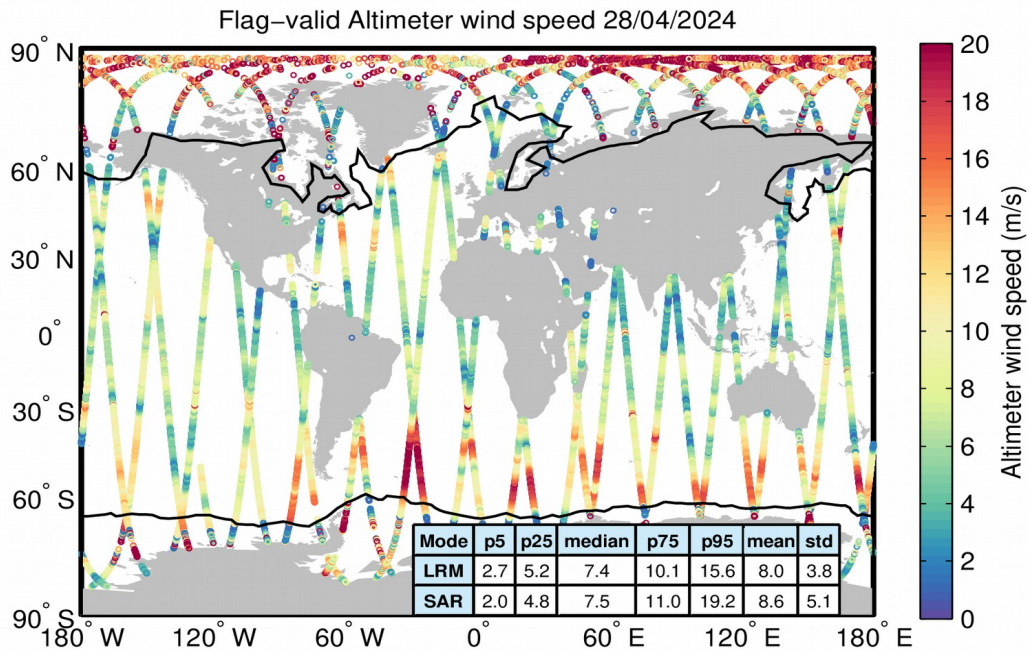 Flag−valid Altimeter wind speed 28/04/2024
90° N
60° N
30° N
0°
30° S
60° S
90° S
180° W
120° W
60° W
0°
60° E
120° E
180° E
Mode p5 p25 median p75 p95 mean std
LRM 2.7 5.2 7.4 10.1 15.6 8.0 3.8
SAR 2.0 4.8 7.5 11.0 19.2 8.6 5.1
20
18
16
14
12
10
8
6
4
2
0
Altimeter wind speed (m/s)